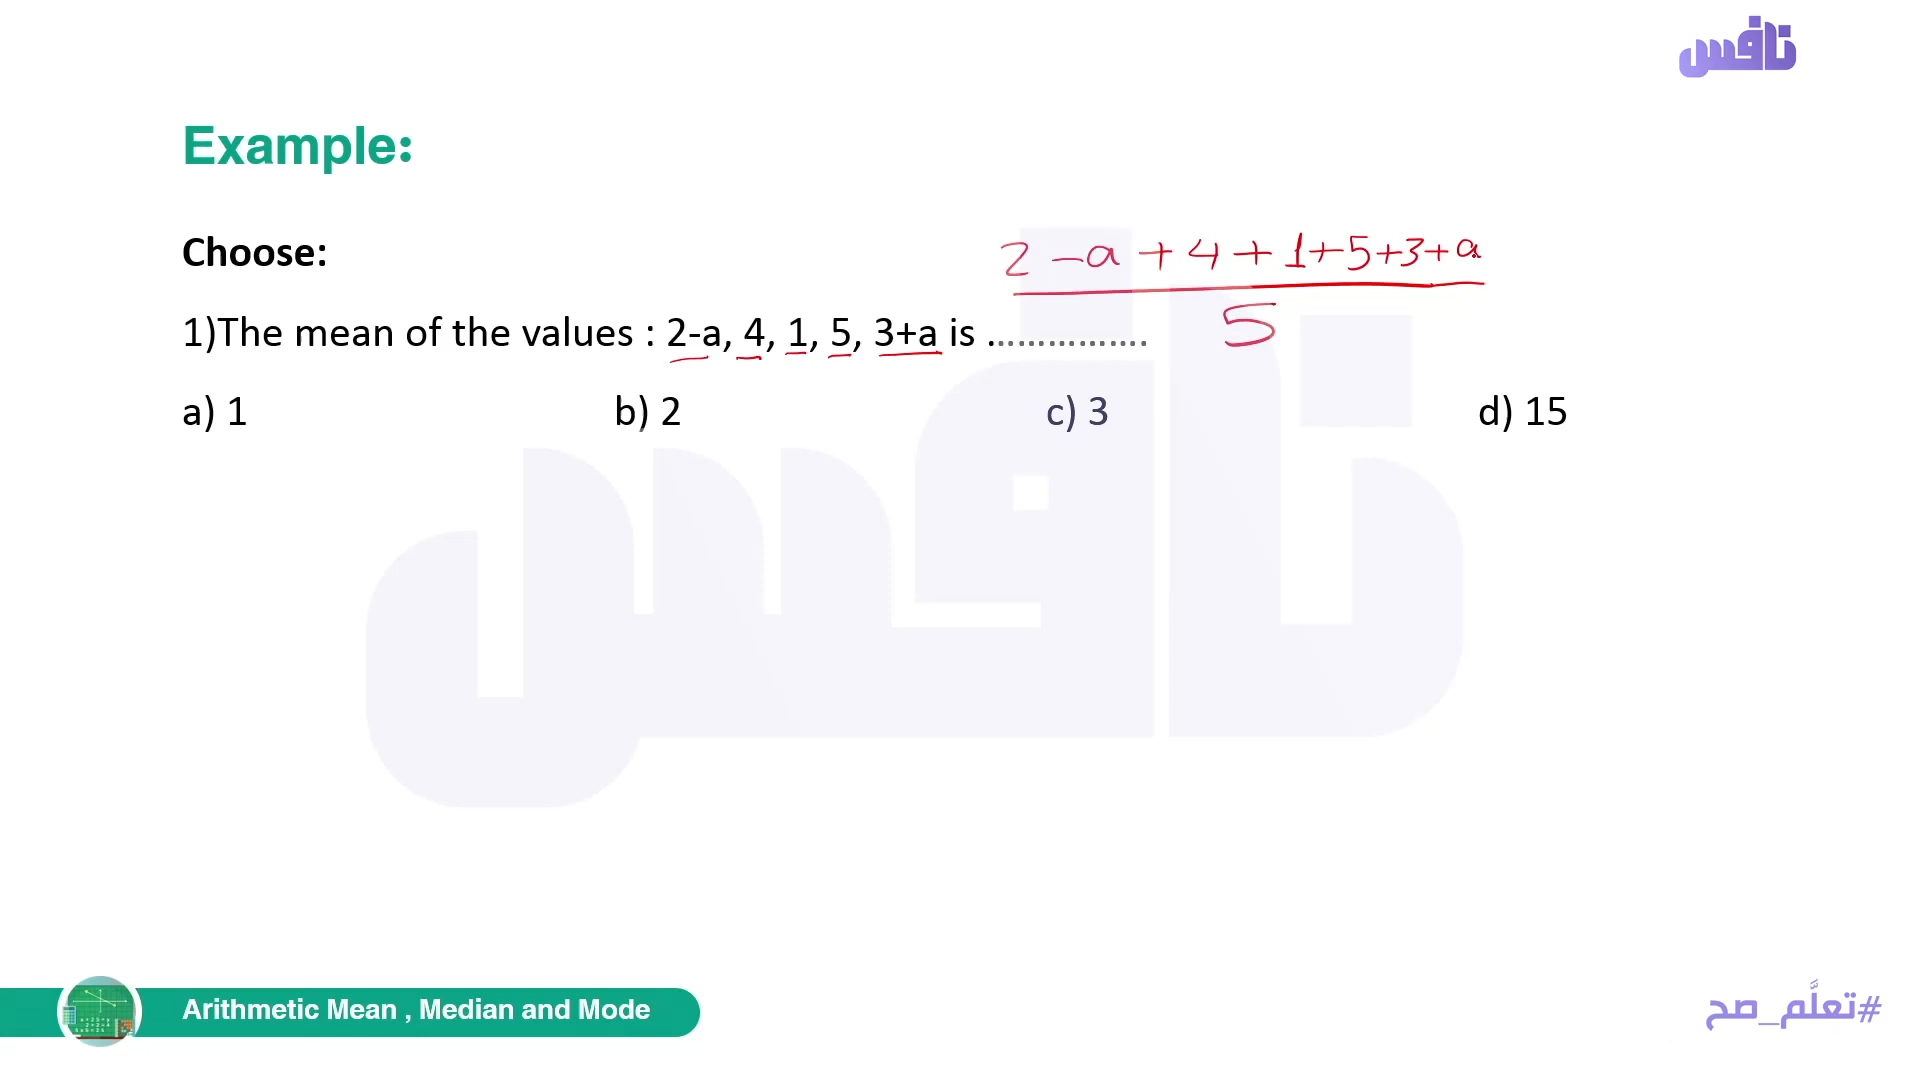 نافس
Example:
Choose:
2 - a + 4 + 1 + 5 + 3 + a
5
1)The mean of the values : 2-a, 4, 1, 5, 3+a is ................
a) 1 b) 2 c) 3 d) 15
نافس
Arithmetic Mean , Median and Mode
#تعلَّم_صح